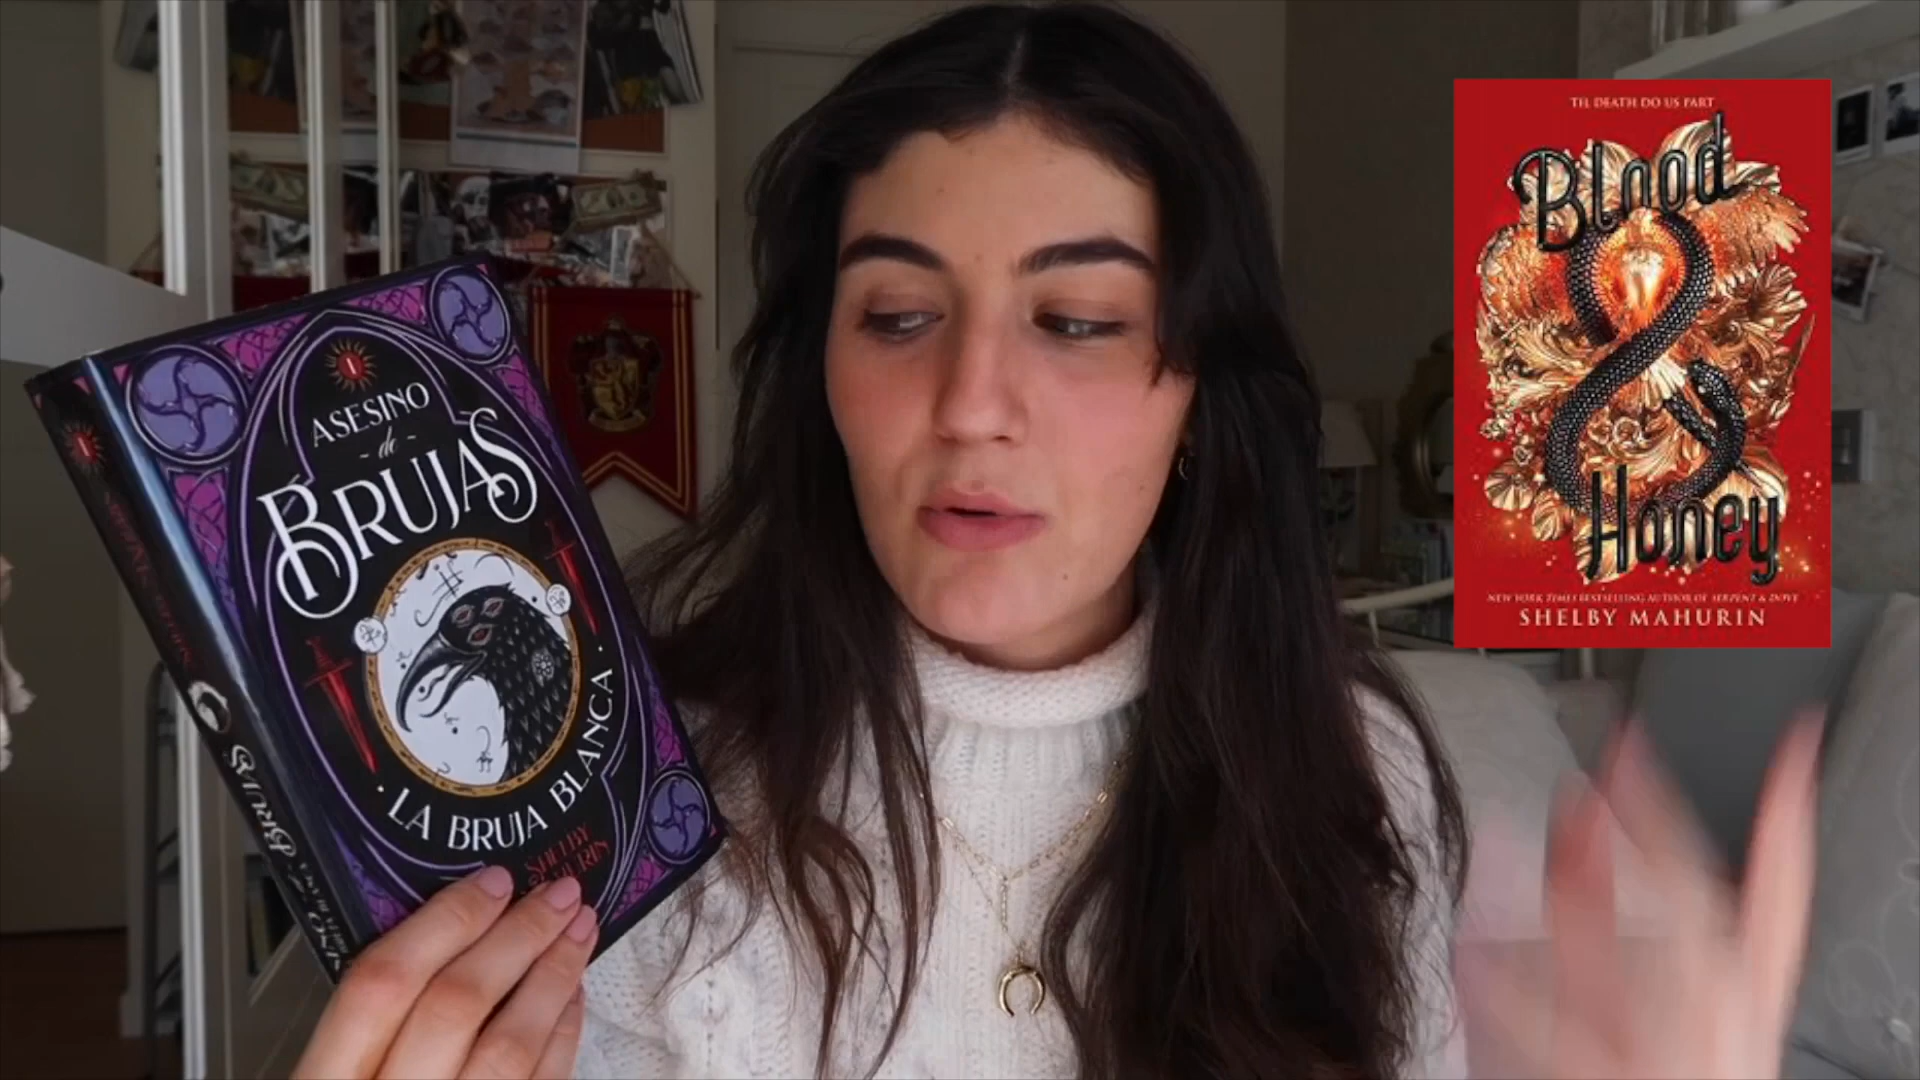 I
ASESINO
~ de ~
BRUJAS
· LA BRUJA BLANCA ·
SHELBY
TIL DEATH DO US PART
Blood
&
Honey
NEW YORK TIMES BESTSELLING AUTHOR OF SERPENT & DOVE
SHELBY MAHURIN